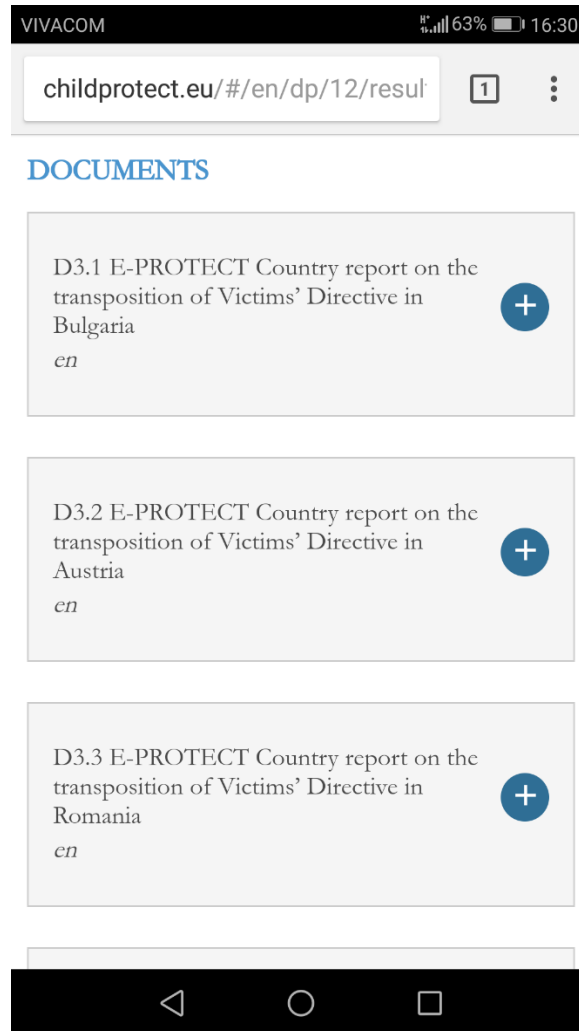 VIVACOM 63% 16:30
childprotect.eu/#/en/dp/12/resul
1
DOCUMENTS
D3.1 E-PROTECT Country report on the
transposition of Victims’ Directive in
Bulgaria
en
D3.2 E-PROTECT Country report on the
transposition of Victims’ Directive in
Austria
en
D3.3 E-PROTECT Country report on the
transposition of Victims’ Directive in
Romania
en